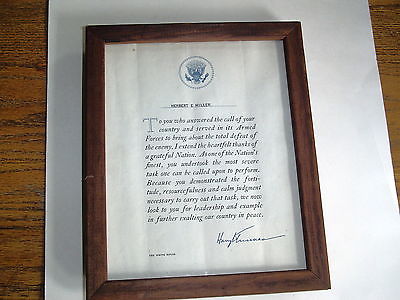 HERBERT E MILLER
To you who answered the call of your
country and served in its Armed
Forces to bring about the total defeat of
the enemy, I extend the heartfelt thanks of
a grateful Nation. As one of the Nation's
finest, you undertook the most severe
task one can be called upon to perform.
Because you demonstrated the forti-
tude, resourcefulness and calm judgment
necessary to carry out that task, we now
look to you for leadership and example
in further exalting our country in peace.
Harry Truman
THE WHITE HOUSE